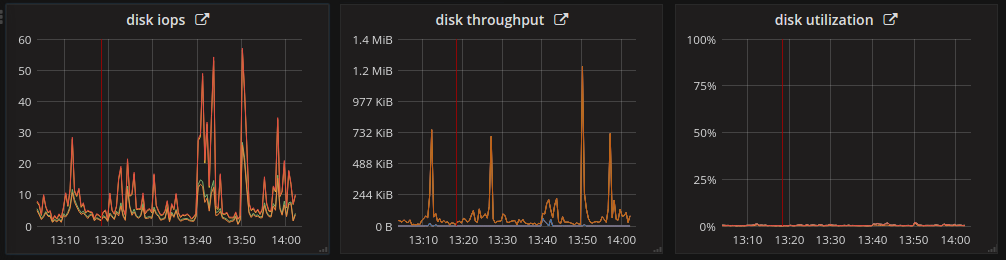 disk iops
60
50
40
30
20
10
0
13:10 13:20 13:30 13:40 13:50 14:00
disk throughput
1.4 MiB
1.2 MiB
977 KiB
732 KiB
488 KiB
244 KiB
0 B
13:10 13:20 13:30 13:40 13:50 14:00
disk utilization
100%
75%
50%
25%
0%
13:10 13:20 13:30 13:40 13:50 14:00